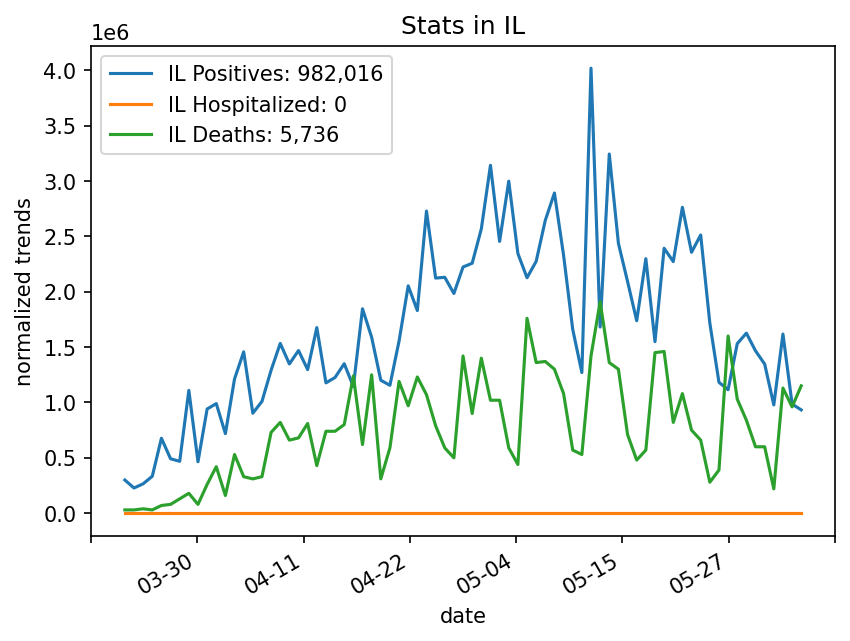 Stats in IL
1e6
IL Positives: 982,016
IL Hospitalized: 0
IL Deaths: 5,736
4.0
3.5
3.0
2.5
2.0
1.5
1.0
0.5
0.0
normalized trends
03-30
04-11
04-22
05-04
05-15
05-27
date